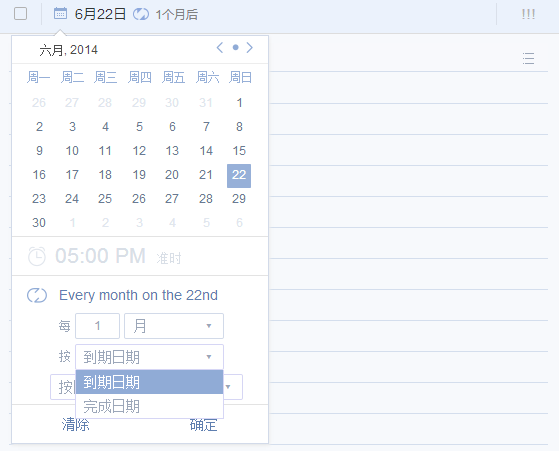 6月22日 1个月后 !!!
六月, 2014
周一 周二 周三 周四 周五 周六 周日
26 27 28 29 30 31 1
2 3 4 5 6 7 8
9 10 11 12 13 14 15
16 17 18 19 20 21 22
23 24 25 26 27 28 29
30 1 2 3 4 5 6
05:00 PM 准时
Every month on the 22nd
每 1 月
按 到期日期
到期日期
按
完成日期
清除 确定